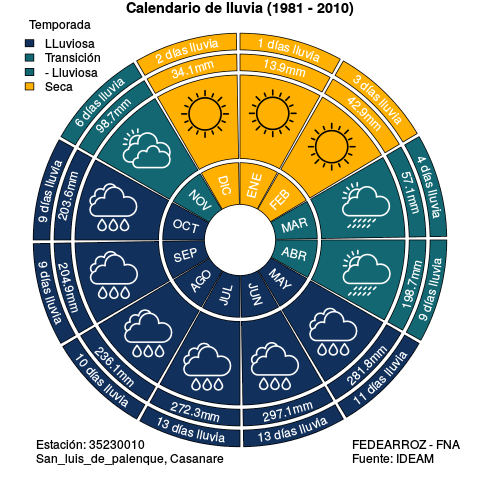 Calendario de lluvia (1981 - 2010)
Temporada
LLuviosa
Transición
- Lluviosa
Seca
1 días lluvia
13.9mm
ENE
3 días lluvia
42.9mm
FEB
4 días lluvia
57.1mm
MAR
9 días lluvia
198.7mm
ABR
11 días lluvia
281.8mm
MAY
13 días lluvia
297.1mm
JUN
13 días lluvia
272.3mm
JUL
10 días lluvia
236.1mm
AGO
9 días lluvia
204.9mm
SEP
9 días lluvia
203.6mm
OCT
6 días lluvia
98.7mm
NOV
2 días lluvia
34.1mm
DIC
Estación: 35230010
San_luis_de_palenque, Casanare
FEDEARROZ - FNA
Fuente: IDEAM